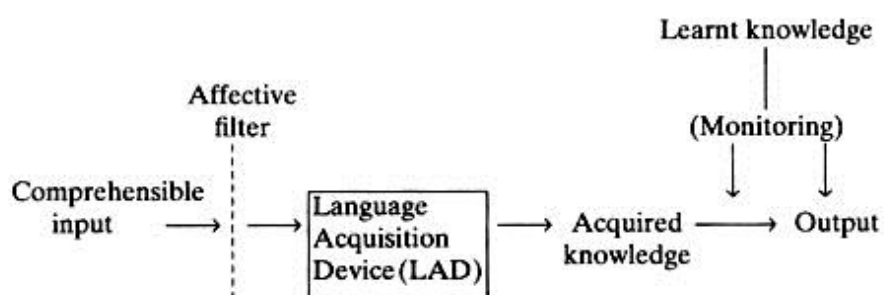 Learnt knowledge
Affective
filter
(Monitoring)
Comprehensible
input
Language
Acquisition
Device (LAD)
Acquired
knowledge
Output